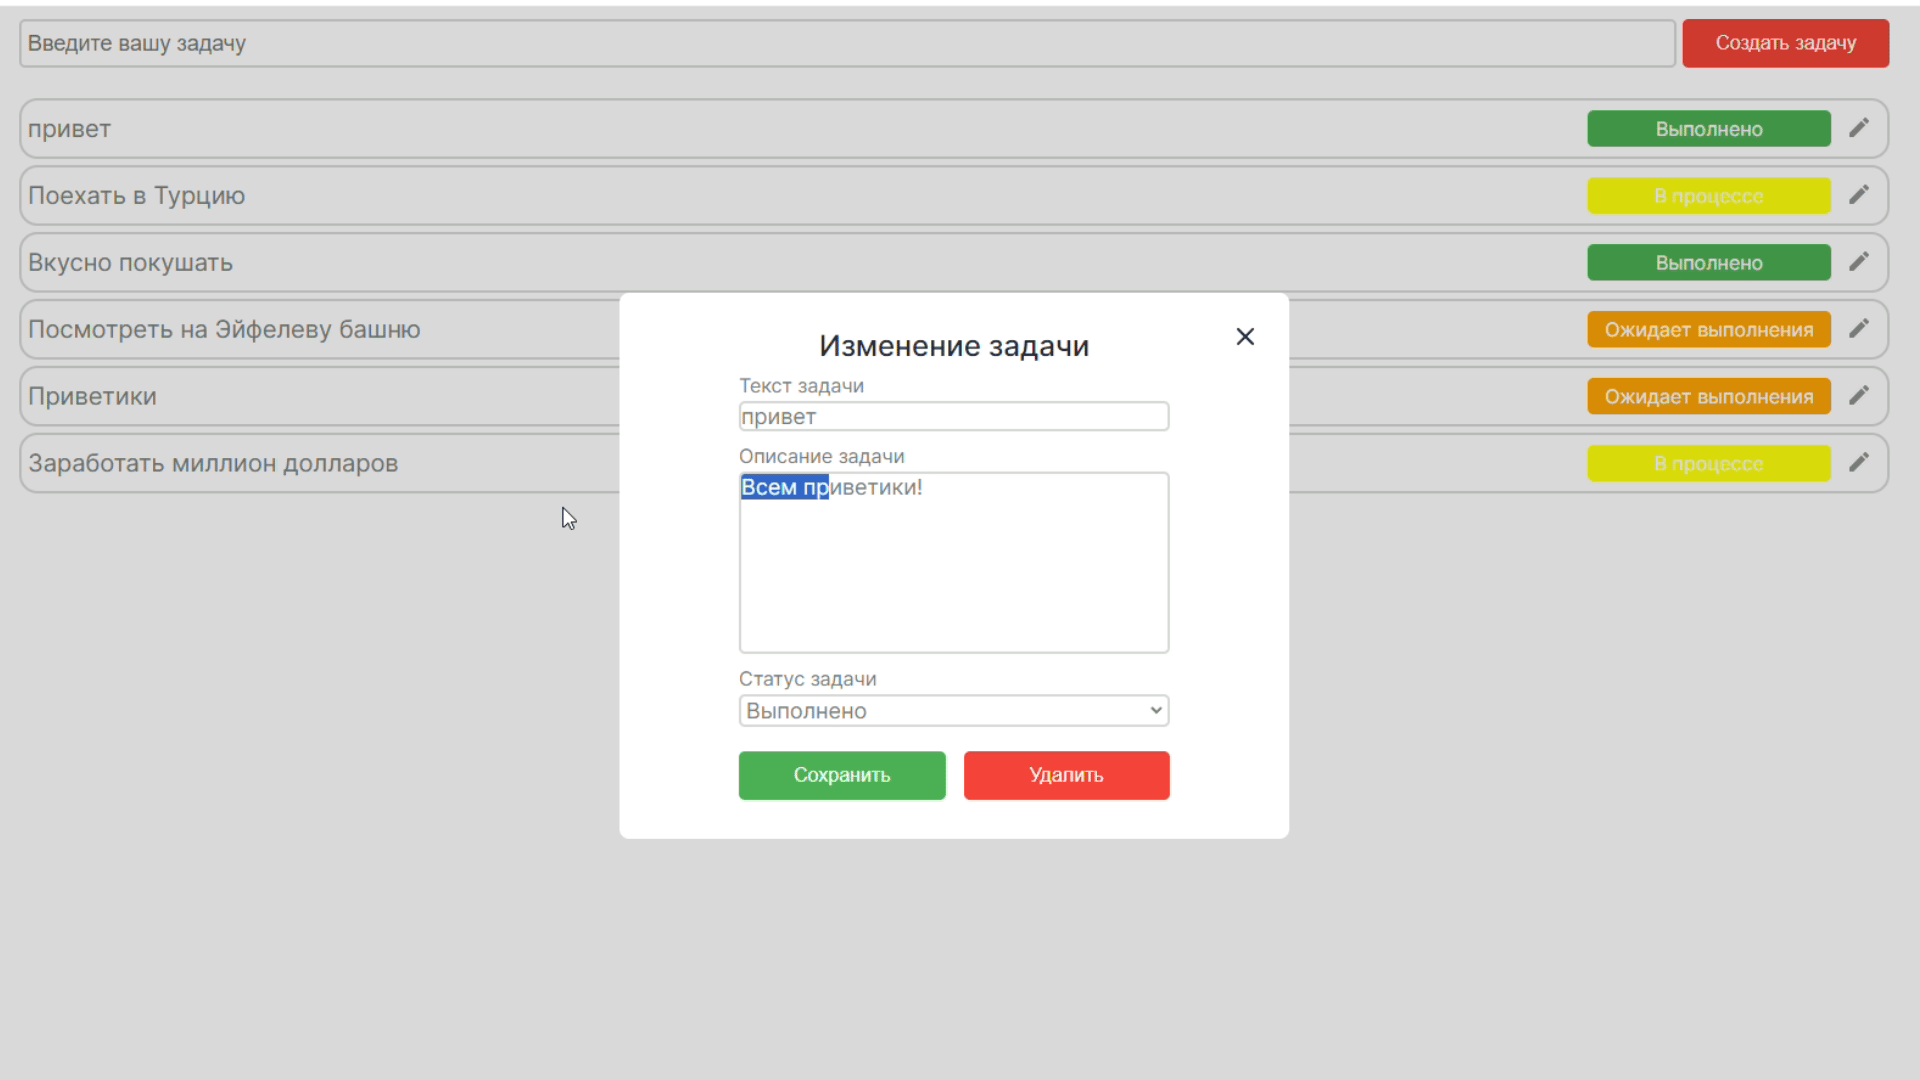 Введите вашу задачу
Создать задачу
привет
Выполнено
Поехать в Турцию
В процессе
Вкусно покушать
Выполнено
Посмотреть на Эйфелеву башню
Ожидает выполнения
Приветики
Ожидает выполнения
Заработать миллион долларов
В процессе
Изменение задачи
Текст задачи
привет
Описание задачи
Всем приветики!
Статус задачи
Выполнено
Сохранить
Удалить